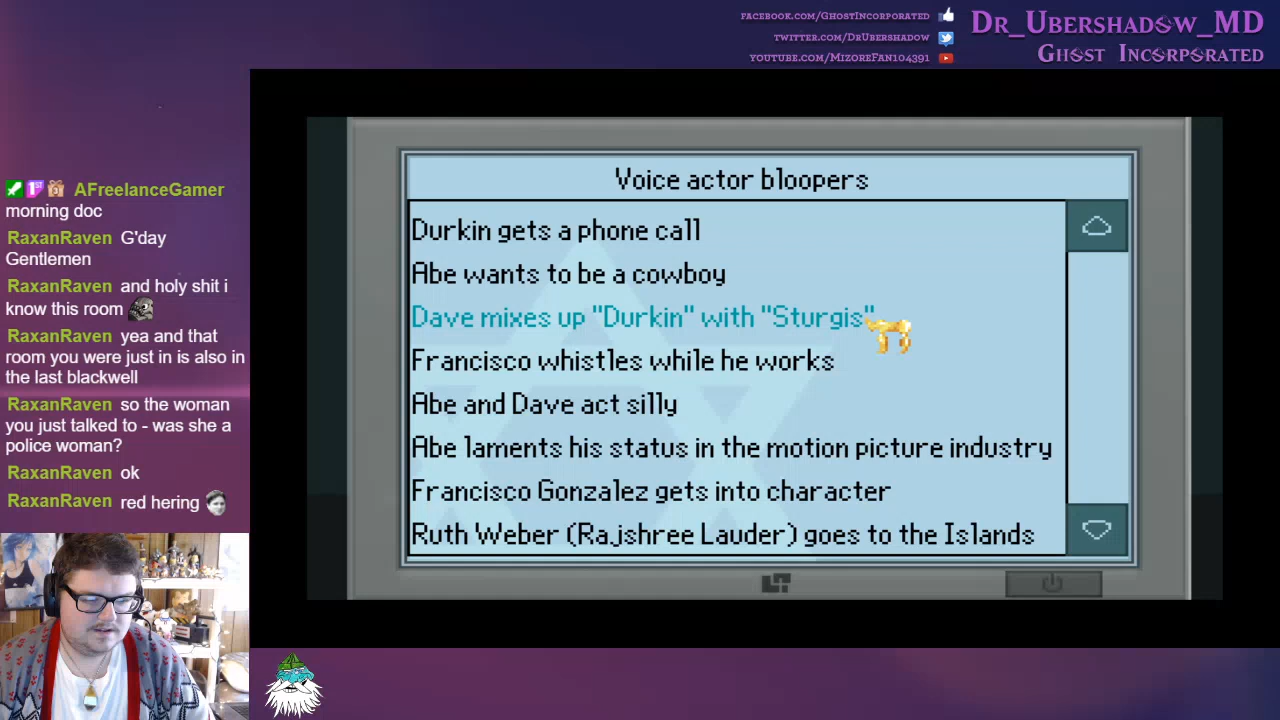 FACEBOOK.COM/GHOSTINCORPORATED
TWITTER.COM/DRUBERSHADOW
YOUTUBE.COM/MIZOREFAN104391
Dr_Ubershadow_MD
Ghost Incorporated
AFreelanceGamer
morning doc
RaxanRaven G'day
Gentlemen
RaxanRaven and holy shit i
know this room
RaxanRaven yea and that
room you were just in is also in
the last blackwell
RaxanRaven so the woman
you just talked to - was she a
police woman?
RaxanRaven ok
RaxanRaven red hering
Voice actor bloopers
Durkin gets a phone call
Abe wants to be a cowboy
Dave mixes up "Durkin" with "Sturgis"
Francisco whistles while he works
Abe and Dave act silly
Abe laments his status in the motion picture industry
Francisco Gonzalez gets into character
Ruth Weber (Rajshree Lauder) goes to the Islands